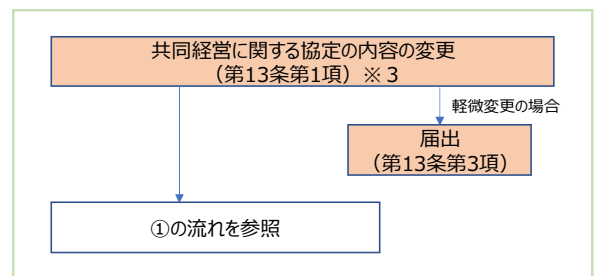 共同経営に関する協定の内容の変更
（第13条第1項）※３
軽微変更の場合
届出
（第13条第3項）
①の流れを参照